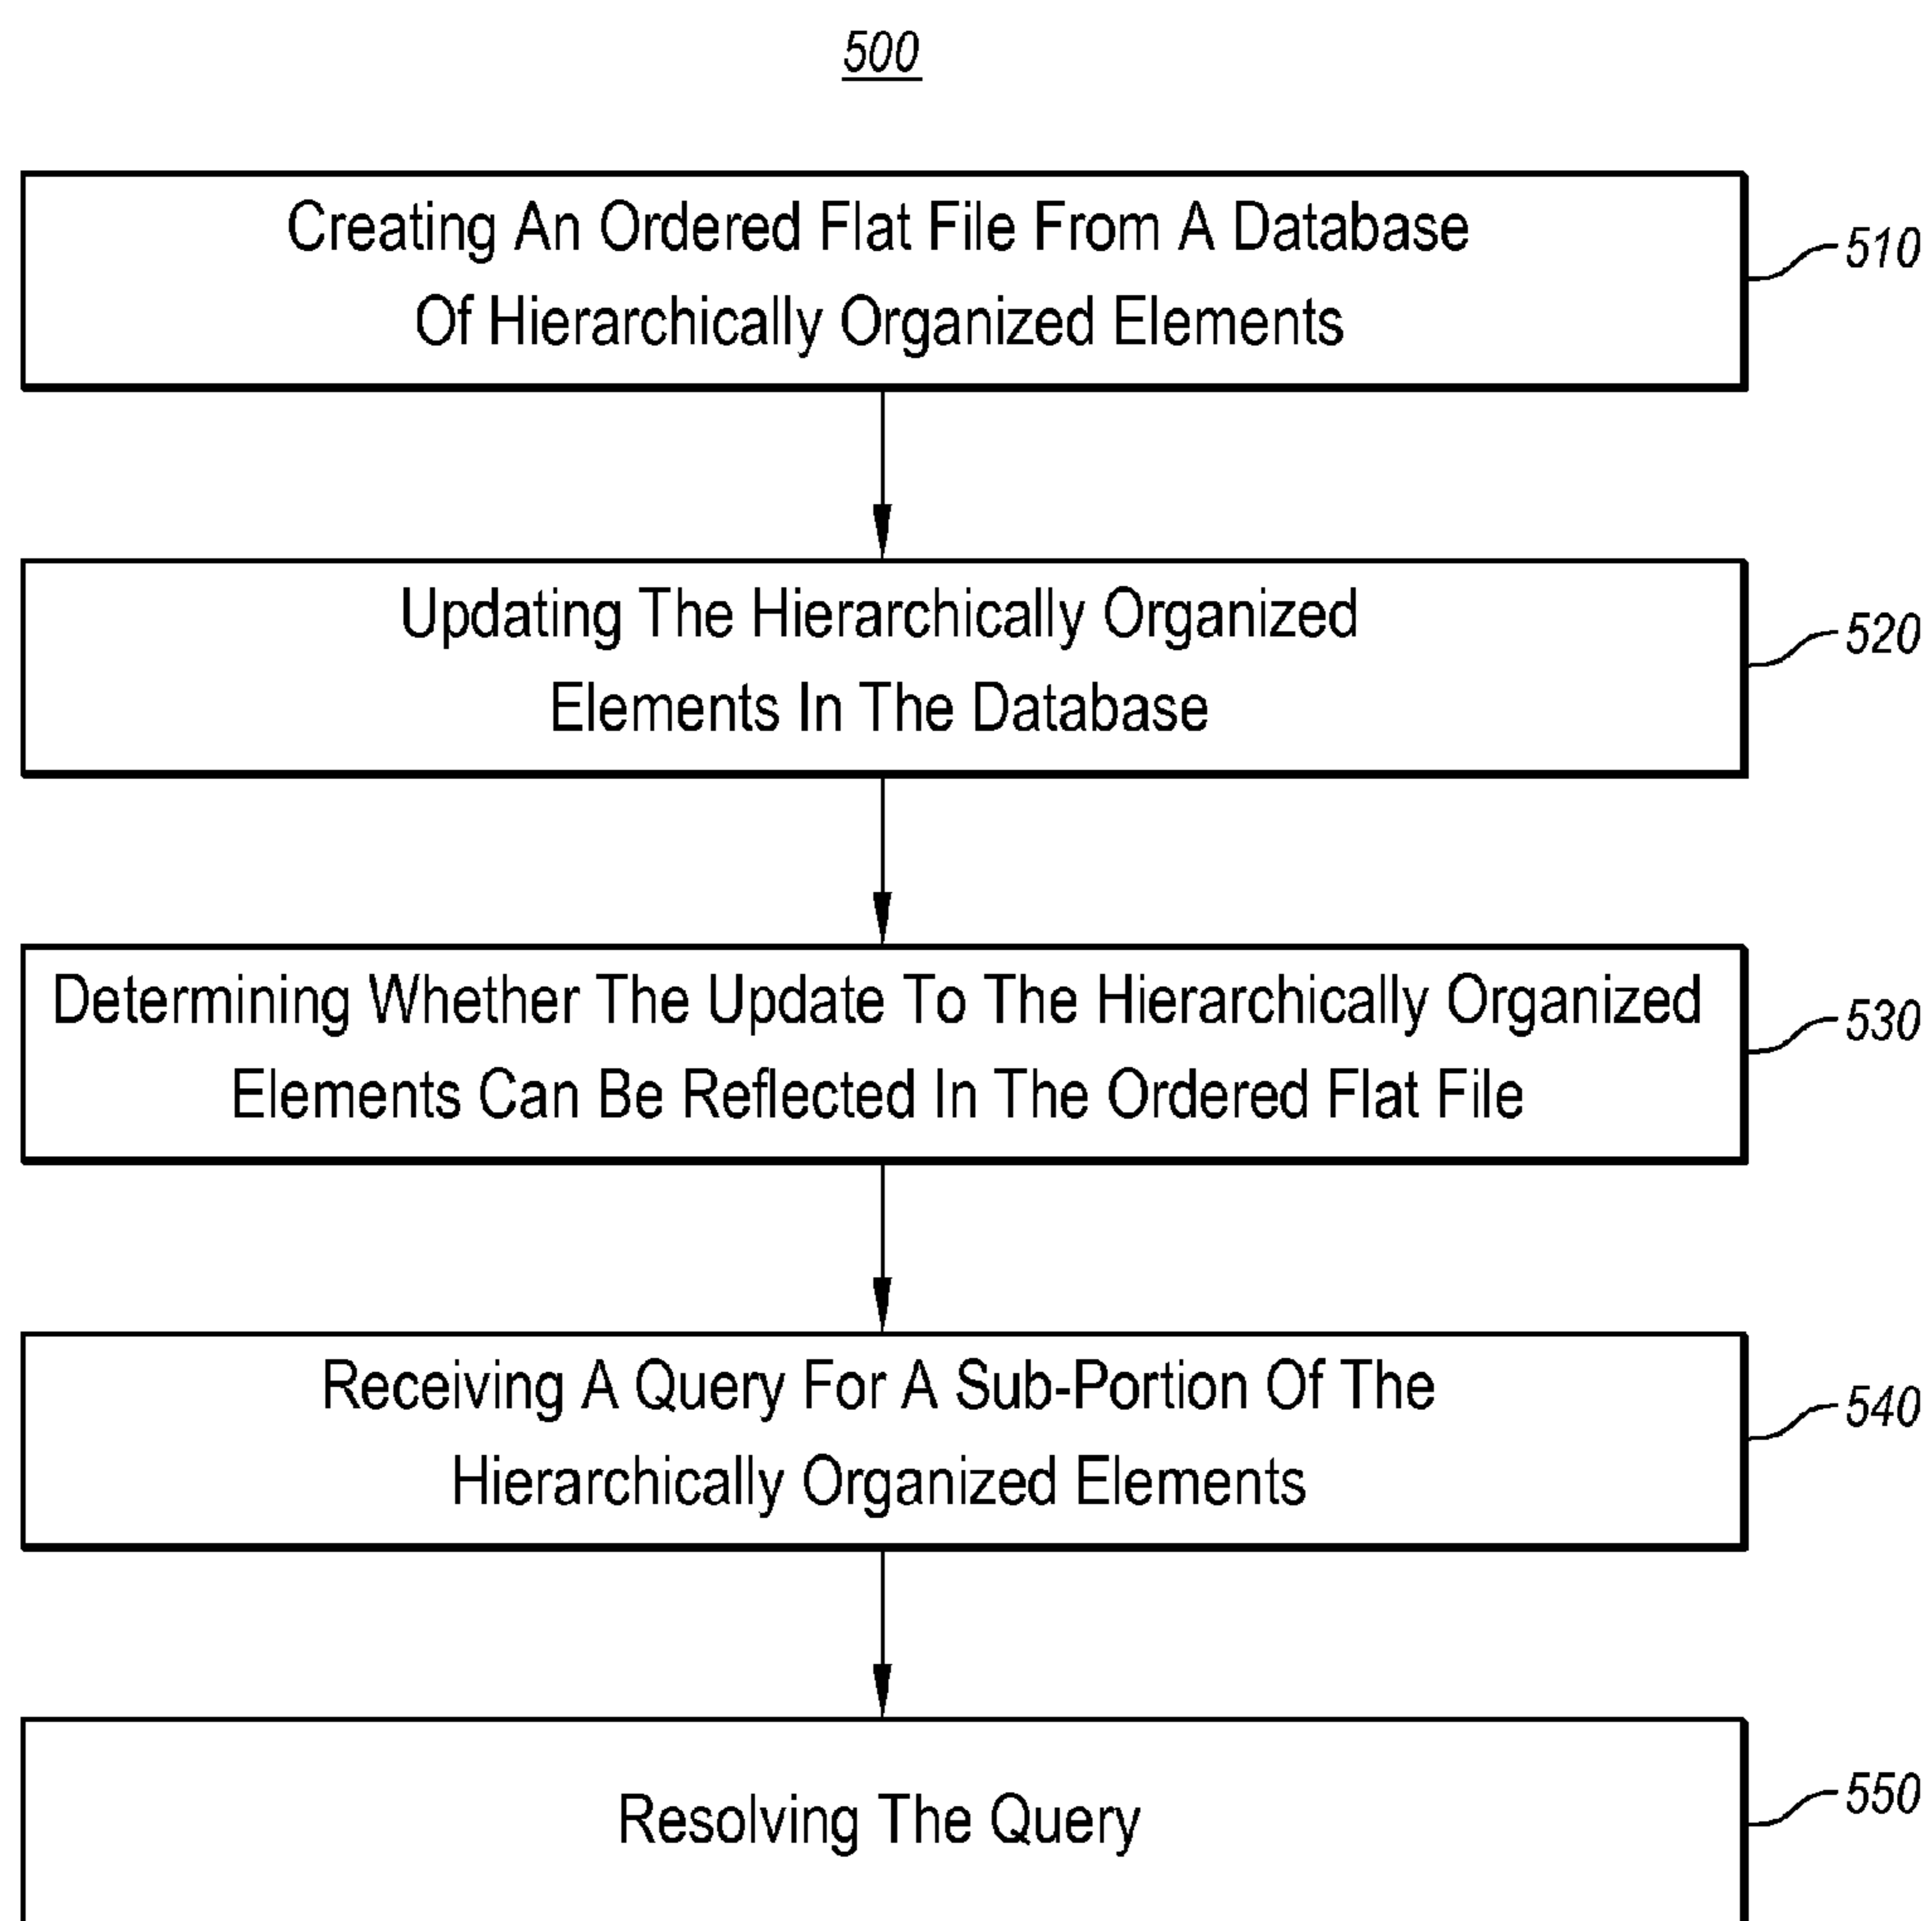 500
Creating An Ordered Flat File From A Database
Of Hierarchically Organized Elements
510
Updating The Hierarchically Organized
Elements In The Database
520
Determining Whether The Update To The Hierarchically Organized
Elements Can Be Reflected In The Ordered Flat File
530
Receiving A Query For A Sub-Portion Of The
Hierarchically Organized Elements
540
Resolving The Query
550